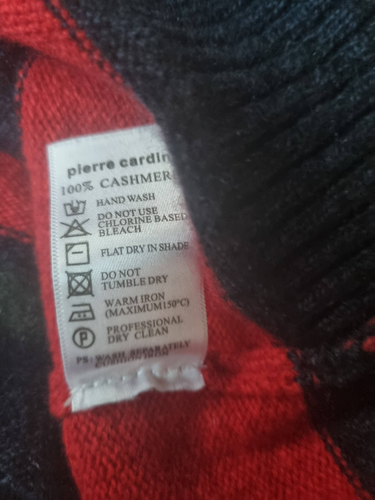 pierre cardin
100% CASHMER
HAND WASH
DO NOT USE
CHLORINE BASED
BLEACH
FLAT DRY IN SHADE
DO NOT
TUMBLE DRY
WARM IRON
(MAXIMUM150°C)
P
PROFESSIONAL
DRY CLEAN
PS: WASH SEPARATELY